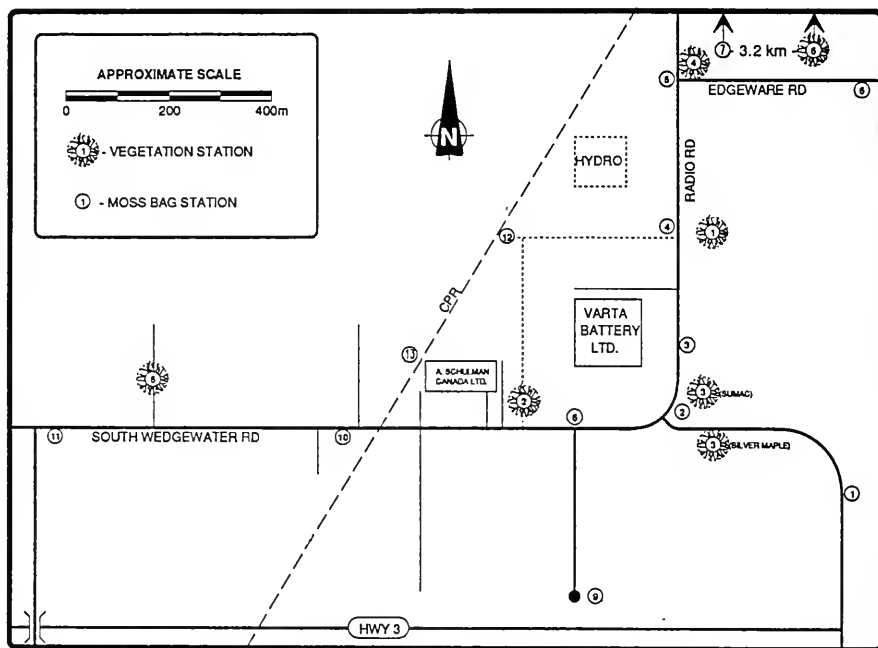 APPROXIMATE SCALE
0 200 400m
1 - VEGETATION STATION
1 - MOSS BAG STATION
N
7 - 3.2 km - 6
4
5
EDGEWARE RD
6
HYDRO
RADIO RD
4
1
12
CPR
VARTA
BATTERY
LTD.
3
13
A. SCHULMAN
CANADA LTD.
5
2
3 (SUMAC)
2
11
SOUTH WEDGEWATER RD
10
6
3 (SILVER MAPLE)
1
9
HWY 3